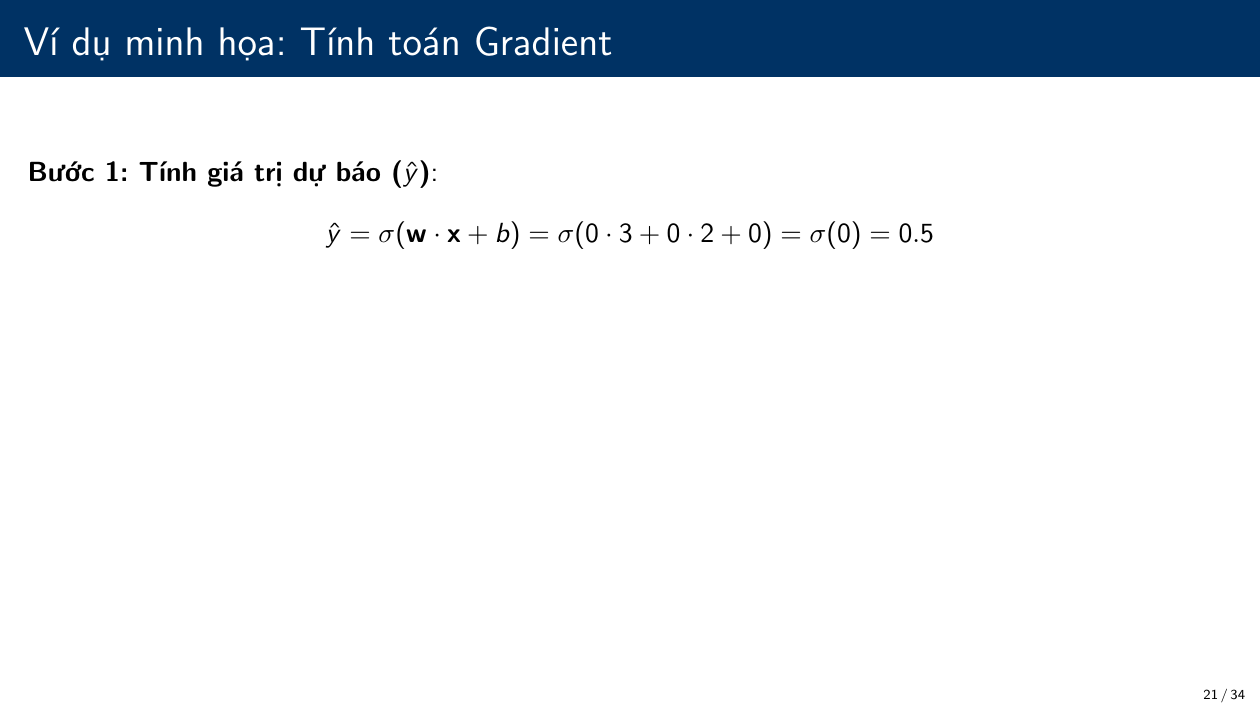 Ví dụ minh họa: Tính toán Gradient
Bước 1: Tính giá trị dự báo (ŷ):
ŷ = σ(w · x + b) = σ(0 · 3 + 0 · 2 + 0) = σ(0) = 0.5
21 / 34